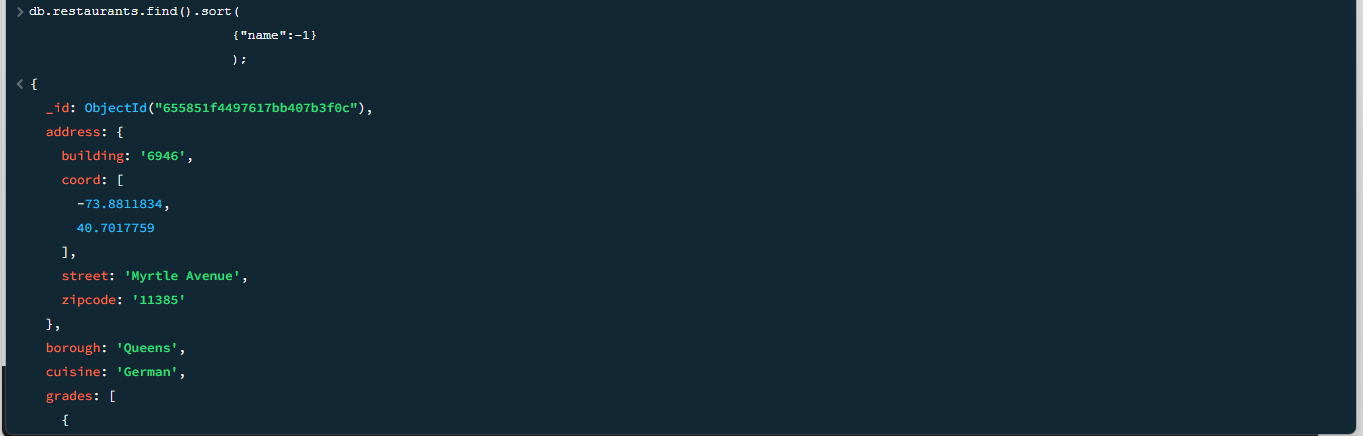 > db.restaurants.find().sort(
{"name":-1}
);
< {
_id: ObjectId("655851f4497617bb407b3f0c"),
address: {
building: '6946',
coord: [
-73.8811834,
40.7017759
],
street: 'Myrtle Avenue',
zipcode: '11385'
},
borough: 'Queens',
cuisine: 'German',
grades: [
{